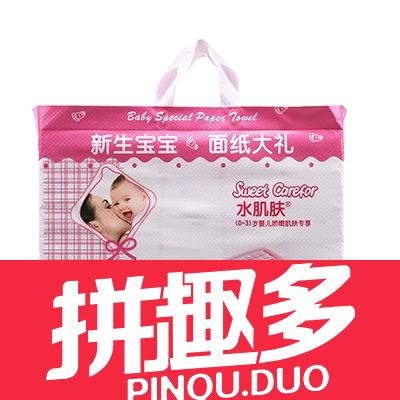 Baby Special Paper Towel
新生宝宝 面纸大礼
Sweet Carefor
水肌肤®
(0-3)岁婴儿娇嫩肌肤专享
拼趣多
PINQU.DUO